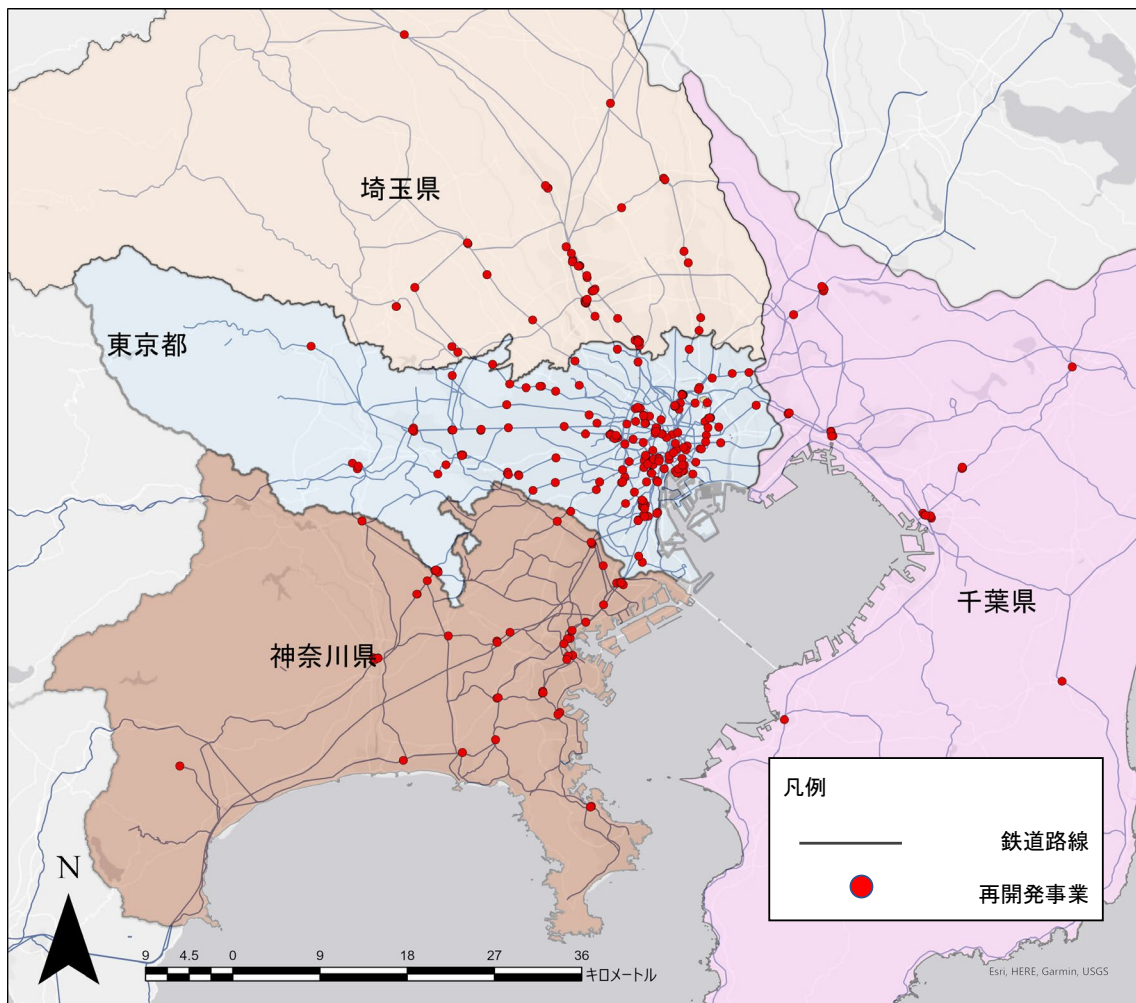 埼玉県
東京都
神奈川県
千葉県
凡例
鉄道路線
再開発事業
N
9 4.5 0 9 18 27 36
キロメートル
Esri, HERE, Garmin, USGS